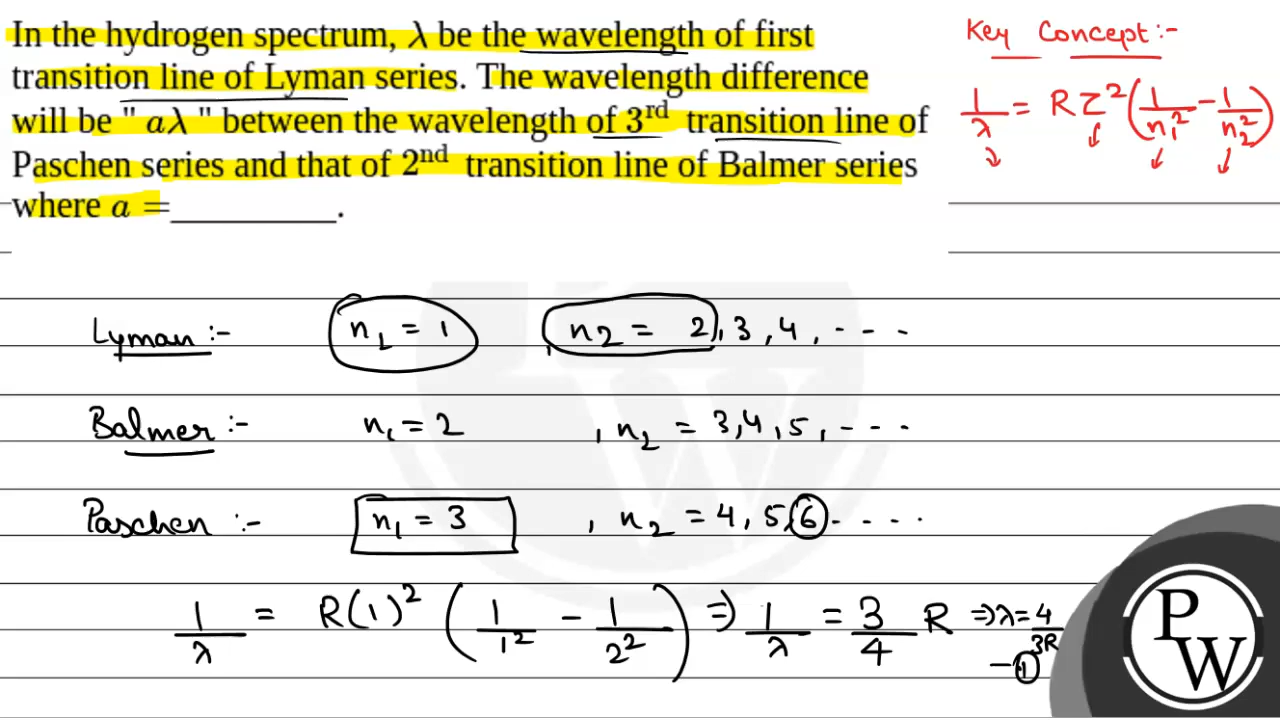 In the hydrogen spectrum, λ be the wavelength of first
transition line of Lyman series. The wavelength difference
will be " aλ " between the wavelength of 3rd transition line of
Paschen series and that of 2nd transition line of Balmer series
where a = ________.
Key Concept :-
1/λ = R Z² (1/n₁² - 1/n₂²)
Lyman :- n₁ = 1 , n₂ = 2, 3, 4, - - -
Balmer :- n₁ = 2 , n₂ = 3, 4, 5, - - -
Paschen :- n₁ = 3 , n₂ = 4, 5, 6 - - - -
1/λ = R(1)² (1/1² - 1/2²) ⇒ 1/λ = 3/4 R ⇒ λ = 4/3R
- ①
PW